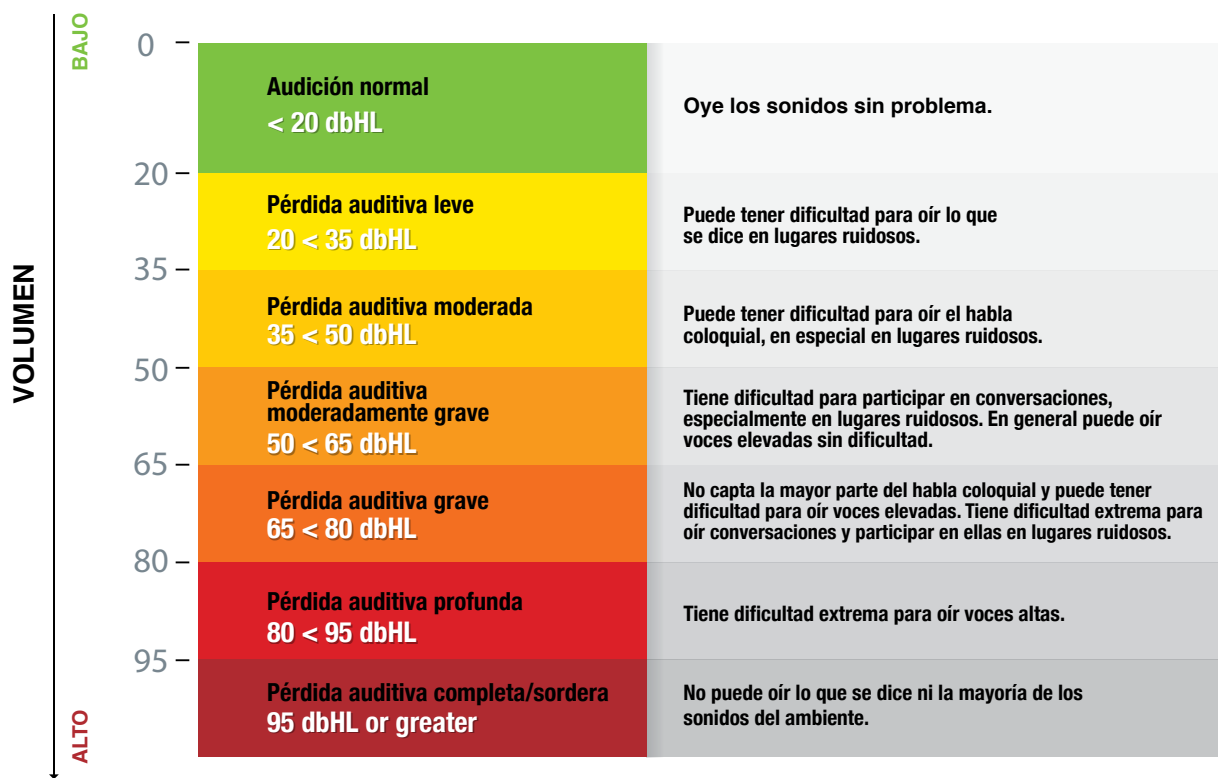 VOLUMEN
BAJO
0
Audición normal
< 20 dbHL
Oye los sonidos sin problema.
20
Pérdida auditiva leve
20 < 35 dbHL
Puede tener dificultad para oír lo que
se dice en lugares ruidosos.
35
Pérdida auditiva moderada
35 < 50 dbHL
Puede tener dificultad para oír el habla
coloquial, en especial en lugares ruidosos.
50
Pérdida auditiva
moderadamente grave
50 < 65 dbHL
Tiene dificultad para participar en conversaciones,
especialmente en lugares ruidosos. En general puede oír
voces elevadas sin dificultad.
65
Pérdida auditiva grave
65 < 80 dbHL
No capta la mayor parte del habla coloquial y puede tener
dificultad para oír voces elevadas. Tiene dificultad extrema para
oír conversaciones y participar en ellas en lugares ruidosos.
80
Pérdida auditiva profunda
80 < 95 dbHL
Tiene dificultad extrema para oír voces altas.
95
Pérdida auditiva completa/sordera
95 dbHL or greater
No puede oír lo que se dice ni la mayoría de los
sonidos del ambiente.
ALTO